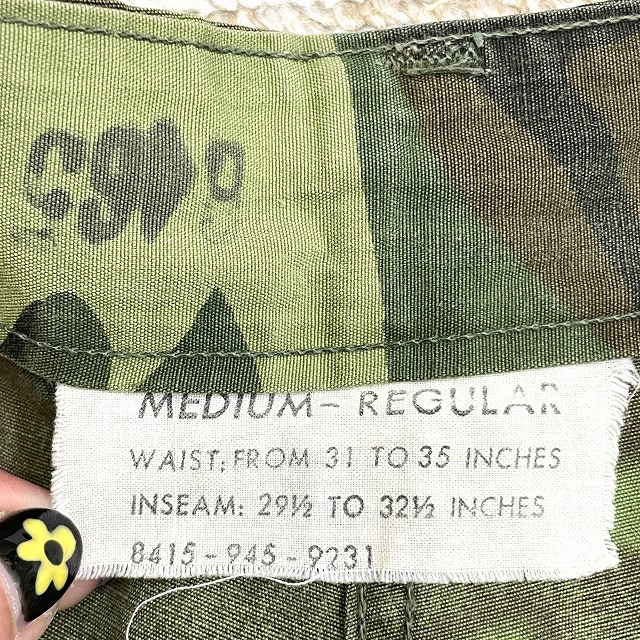 MEDIUM - REGULAR
WAIST: FROM 31 TO 35 INCHES
INSEAM: 29½ TO 32½ INCHES
8415 - 945 - 9231